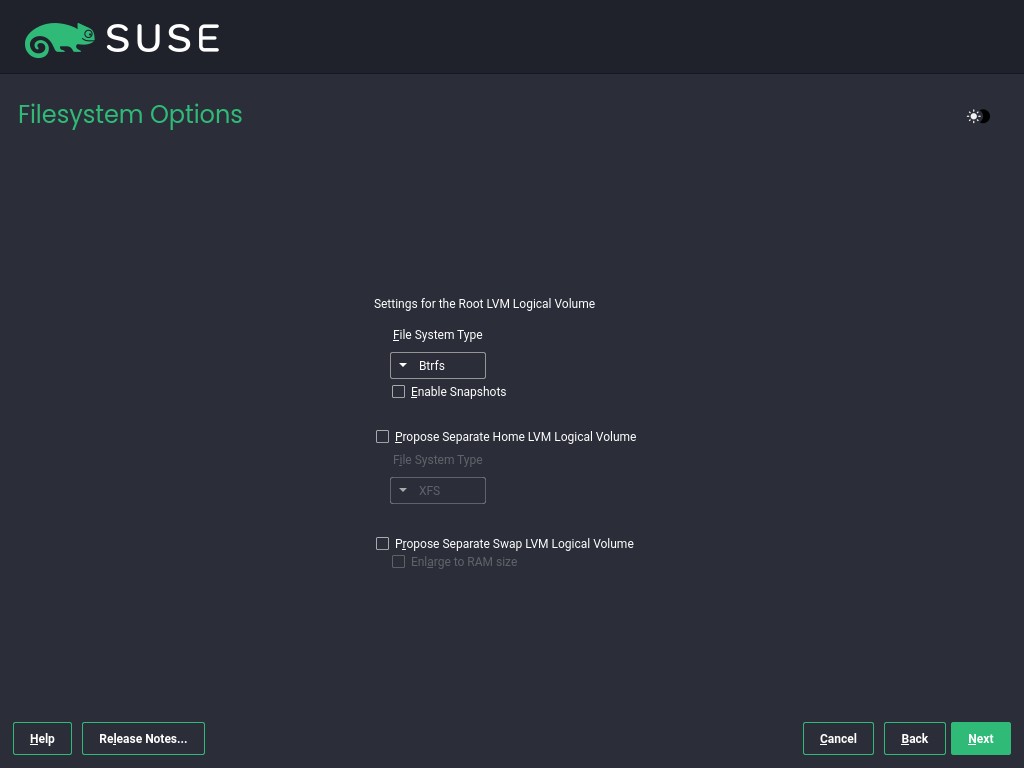 SUSE
Filesystem Options
Settings for the Root LVM Logical Volume
File System Type
Btrfs
Enable Snapshots
Propose Separate Home LVM Logical Volume
File System Type
XFS
Propose Separate Swap LVM Logical Volume
Enlarge to RAM size
Help Release Notes... Cancel Back Next